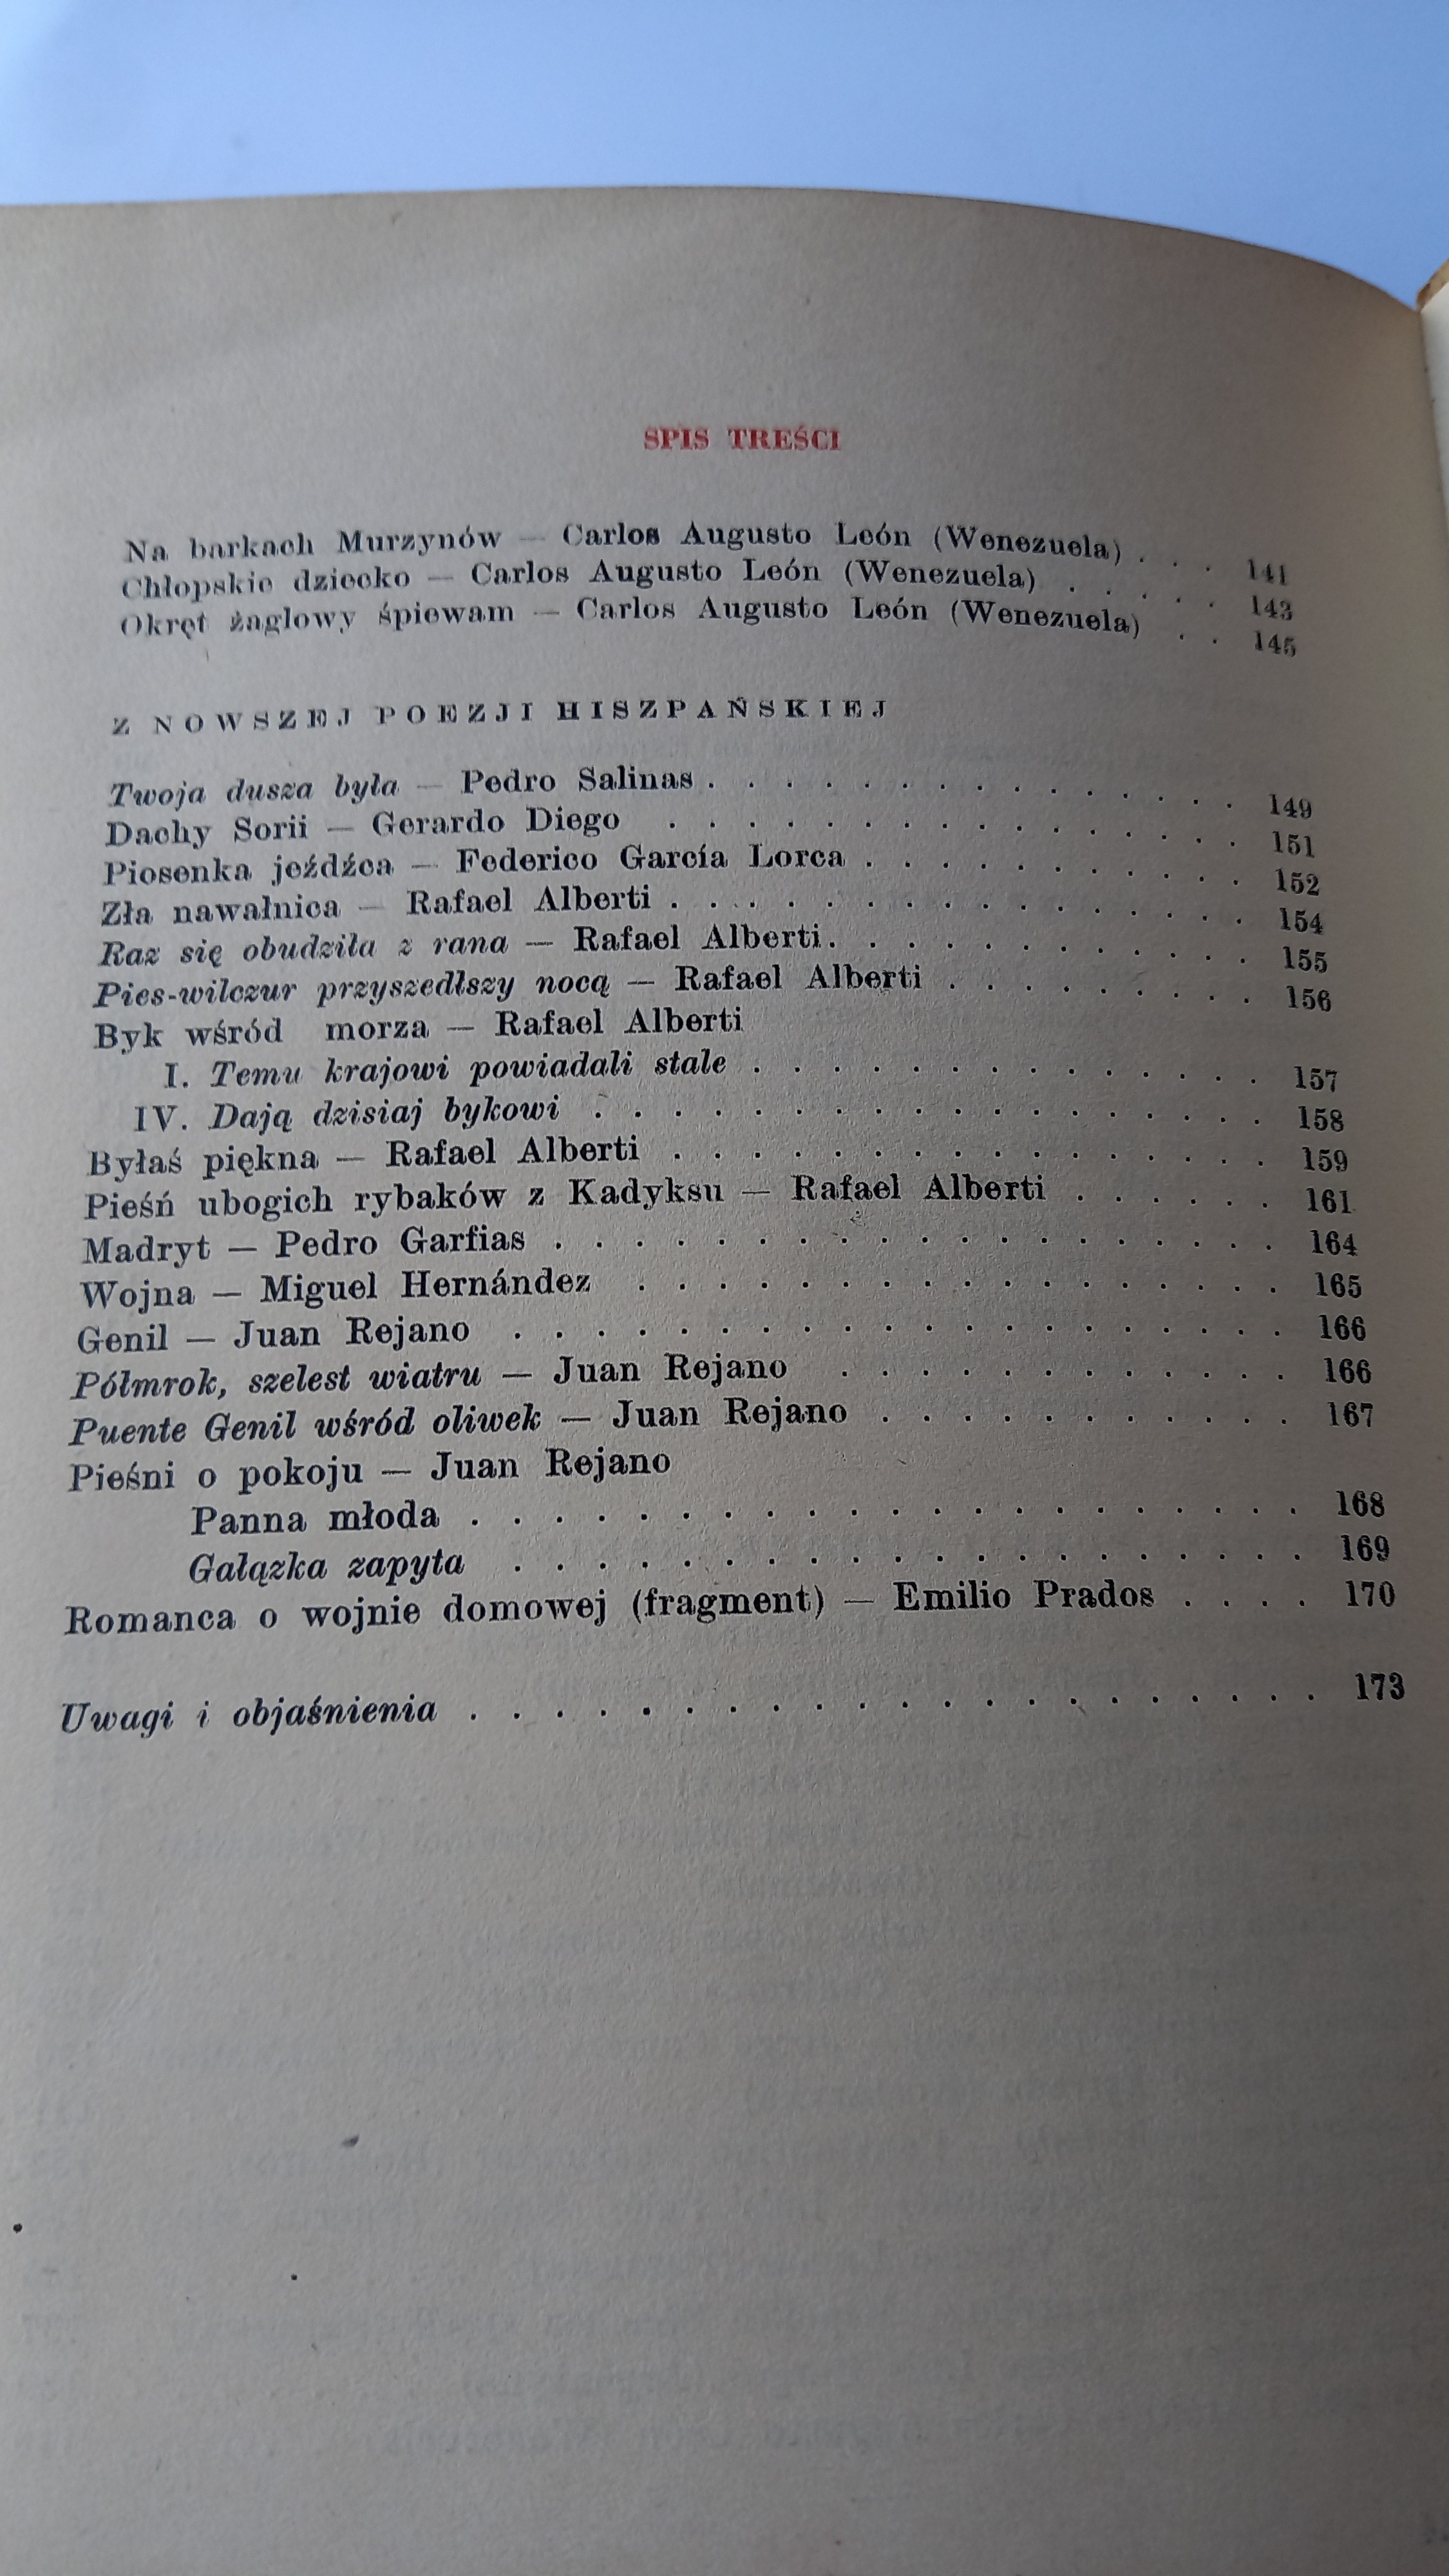 SPIS TREŚCI
Na barkach Murzynów — Carlos Augusto León (Wenezuela) . . . 141
Chłopskie dziecko — Carlos Augusto León (Wenezuela) . . . . . 143
Okręt żaglowy śpiewam — Carlos Augusto León (Wenezuela) . . 145
Z NOWSZEJ POEZJI HISZPAŃSKIEJ
Twoja dusza była — Pedro Salinas . . . . . . . . . . . . . . 149
Dachy Sorii — Gerardo Diego . . . . . . . . . . . . . . . 151
Piosenka jeźdźca — Federico García Lorca . . . . . . . . . . 152
Zła nawałnica — Rafael Alberti . . . . . . . . . . . . . . . 154
Raz się obudziła z rana — Rafael Alberti . . . . . . . . . . . 155
Pies-wilczur przyszedłszy nocą — Rafael Alberti . . . . . . . . 156
Byk wśród morza — Rafael Alberti
I. Temu krajowi powiadali stale . . . . . . . . . . . . . 157
IV. Dają dzisiaj bykowi . . . . . . . . . . . . . . . . . 158
Byłaś piękna — Rafael Alberti . . . . . . . . . . . . . . . 159
Pieśń ubogich rybaków z Kadyksu — Rafael Alberti . . . . . . 161
Madryt — Pedro Garfias . . . . . . . . . . . . . . . . . . 164
Wojna — Miguel Hernández . . . . . . . . . . . . . . . . 165
Genil — Juan Rejano . . . . . . . . . . . . . . . . . . . 166
Półmrok, szelest wiatru — Juan Rejano . . . . . . . . . . . 166
Puente Genil wśród oliwek — Juan Rejano . . . . . . . . . . 167
Pieśni o pokoju — Juan Rejano
Panna młoda . . . . . . . . . . . . . . . . . . . . 168
Gałązka zapyta . . . . . . . . . . . . . . . . . . . 169
Romanca o wojnie domowej (fragment) — Emilio Prados . . . . 170
Uwagi i objaśnienia . . . . . . . . . . . . . . . . . . . . 173